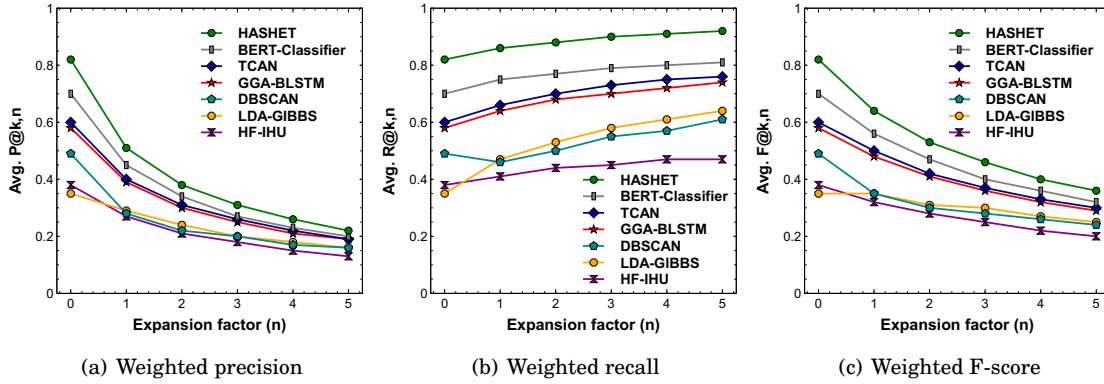 Avg. P@k,n
1
0.8
0.6
0.4
0.2
0
0 1 2 3 4 5
Expansion factor (n)
HASHET
BERT-Classifier
TCAN
GGA-BLSTM
DBSCAN
LDA-GIBBS
HF-IHU
(a) Weighted precision
Avg. R@k,n
1
0.8
0.6
0.4
0.2
0
0 1 2 3 4 5
Expansion factor (n)
HASHET
BERT-Classifier
TCAN
GGA-BLSTM
DBSCAN
LDA-GIBBS
HF-IHU
(b) Weighted recall
Avg. F@k,n
1
0.8
0.6
0.4
0.2
0
0 1 2 3 4 5
Expansion factor (n)
HASHET
BERT-Classifier
TCAN
GGA-BLSTM
DBSCAN
LDA-GIBBS
HF-IHU
(c) Weighted F-score